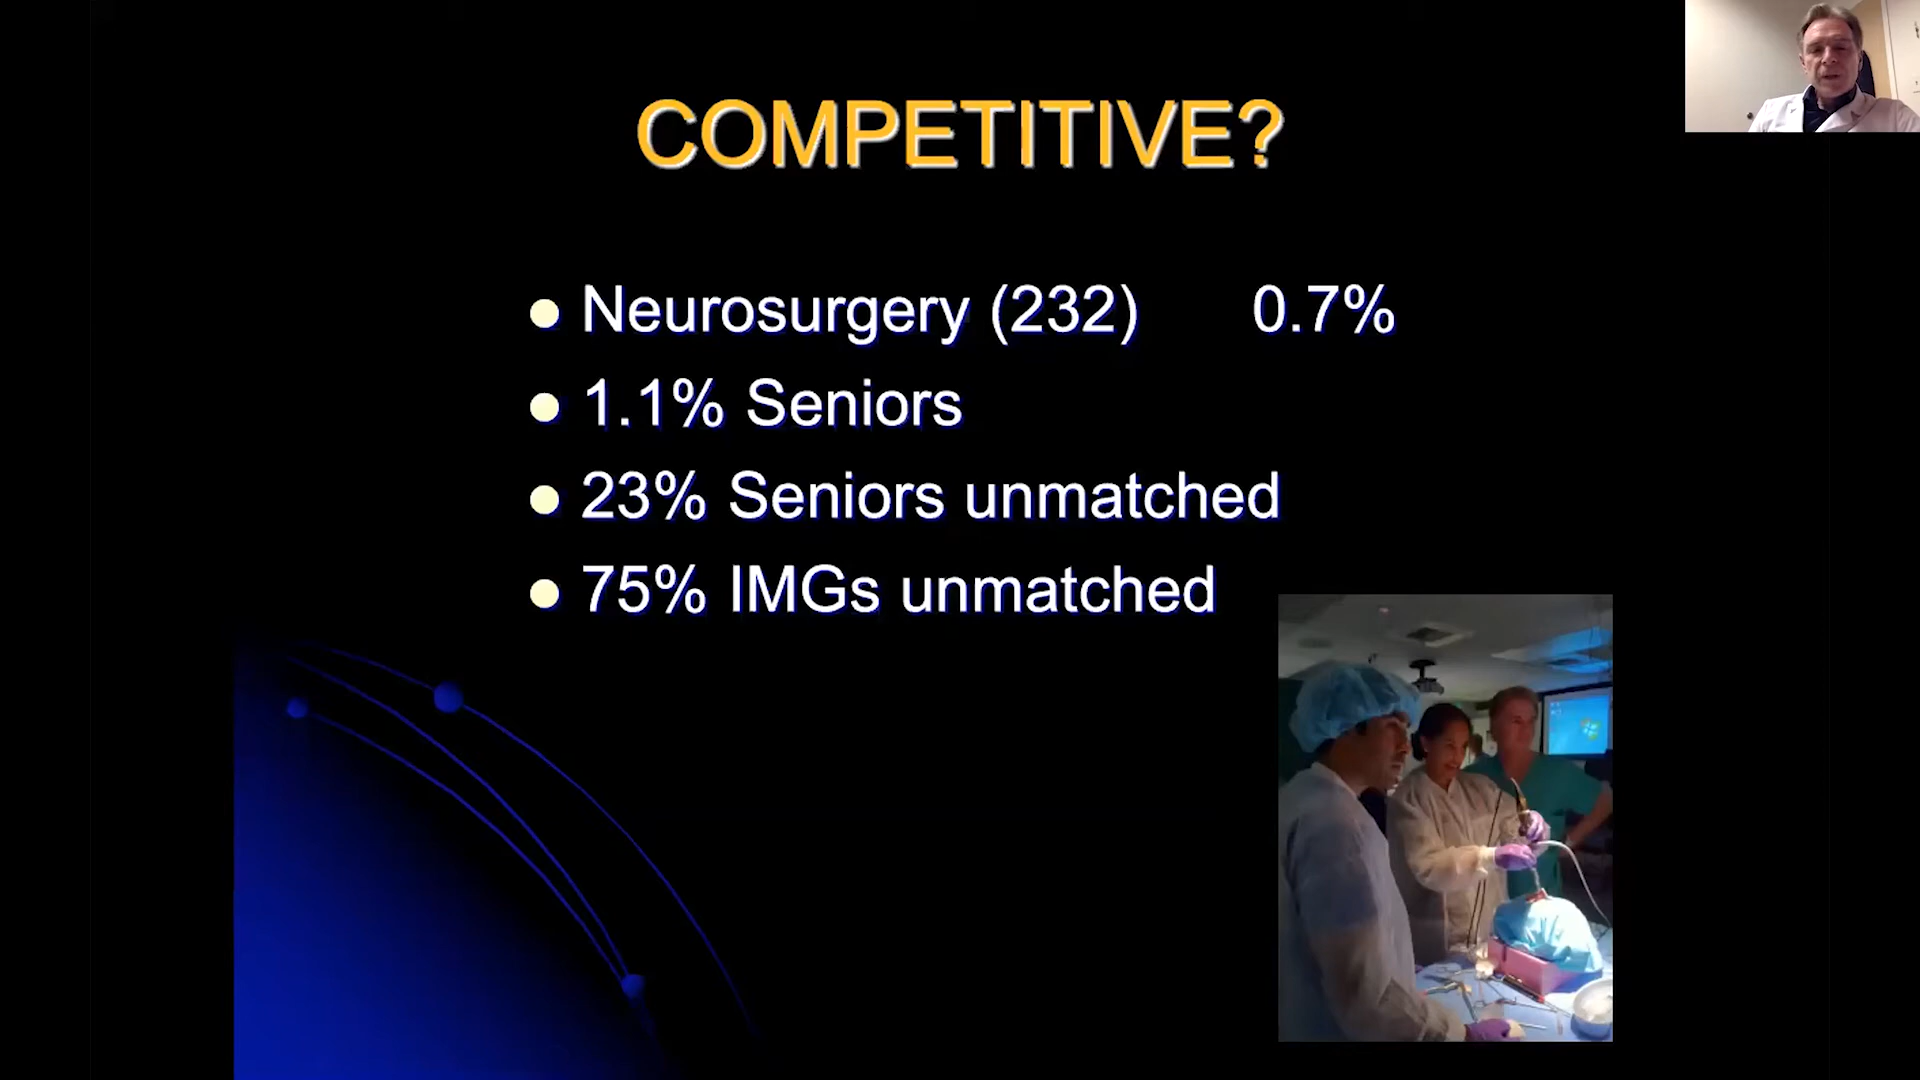 COMPETITIVE?
Neurosurgery (232) 0.7%
1.1% Seniors
23% Seniors unmatched
75% IMGs unmatched